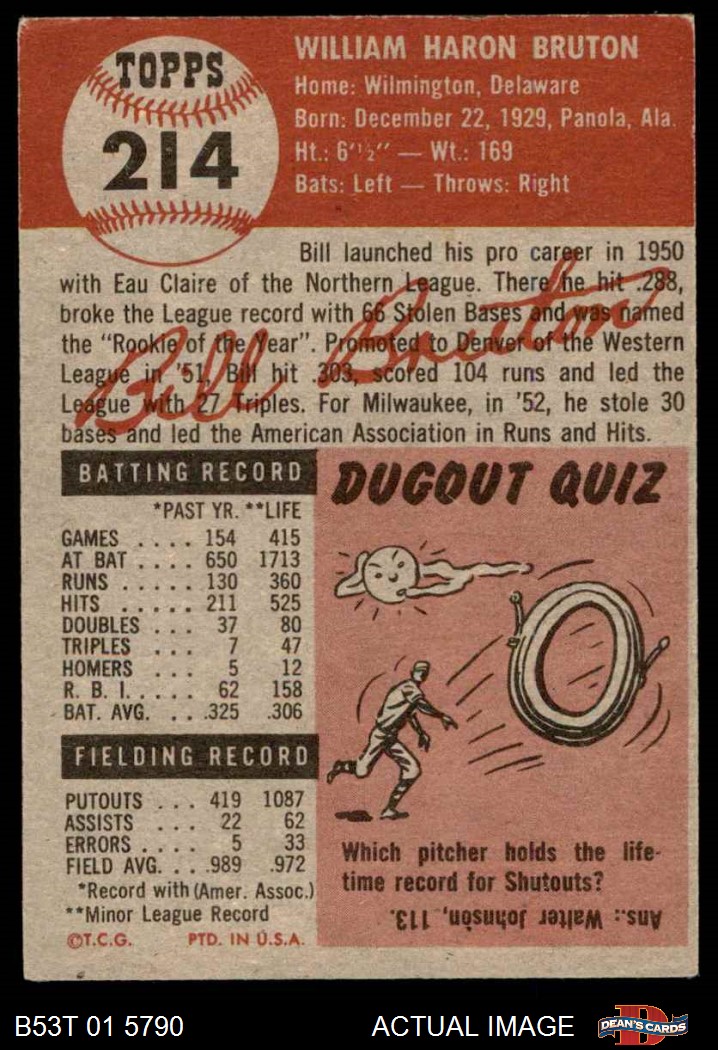 TOPPS
214
WILLIAM HARON BRUTON
Home: Wilmington, Delaware
Born: December 22, 1929, Panola, Ala.
Ht.: 6'½" — Wt.: 169
Bats: Left — Throws: Right
Bill launched his pro career in 1950
with Eau Claire of the Northern League. There he hit .288,
broke the League record with 66 Stolen Bases and was named
the "Rookie of the Year". Promoted to Denver of the Western
League in '51, Bill hit .303, scored 104 runs and led the
League with 27 Triples. For Milwaukee, in '52, he stole 30
bases and led the American Association in Runs and Hits.
Bill Bruton
BATTING RECORD
*PAST YR. **LIFE
GAMES . . . . 154 415
AT BAT . . . . 650 1713
RUNS . . . . . 130 360
HITS . . . . . 211 525
DOUBLES . . . 37 80
TRIPLES . . . 7 47
HOMERS . . . 5 12
R. B. I. . . . . . 62 158
BAT. AVG. . . . .325 .306
FIELDING RECORD
PUTOUTS . . . 419 1087
ASSISTS . . . 22 62
ERRORS . . . . 5 33
FIELD AVG. . . . .989 .972
*Record with (Amer. Assoc.)
**Minor League Record
©T.C.G. PTD. IN U.S.A.
DUGOUT QUIZ
Which pitcher holds the life-
time record for Shutouts?
Ans.: Walter Johnson, 113.
B53T 01 5790
ACTUAL IMAGE
D
DEAN'S CARDS